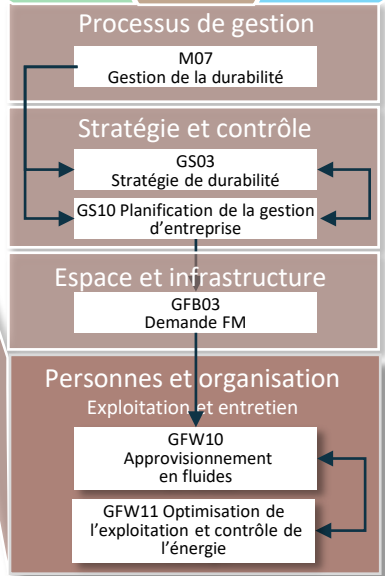 Processus de gestion
M07
Gestion de la durabilité
Stratégie et contrôle
GS03
Stratégie de durabilité
GS10 Planification de la gestion
d'entreprise
Espace et infrastructure
GFB03
Demande FM
Personnes et organisation
Exploitation et entretien
GFW10
Approvisionnement
en fluides
GFW11 Optimisation de
l'exploitation et contrôle de
l'énergie